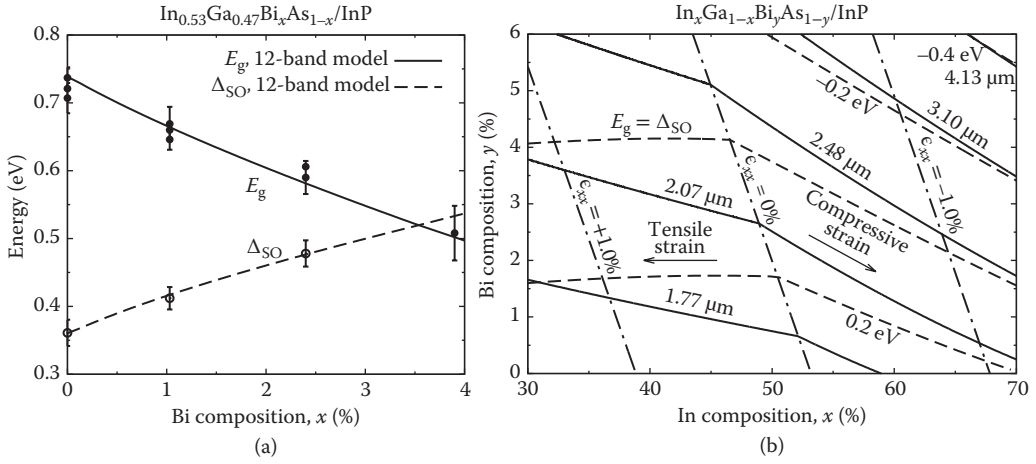 In0.53Ga0.47BixAs1–x/InP
Eg, 12-band model
ΔSO, 12-band model
Energy (eV)
0.8
0.7
0.6
0.5
0.4
0.3
Eg
ΔSO
0 1 2 3 4
Bi composition, x (%)
(a)
InxGa1–xBiyAs1–y/InP
Bi composition, y (%)
6
5
4
3
2
1
0
–0.4 eV
4.13 μm
–0.2 eV
3.10 μm
Eg = ΔSO
2.48 μm
ϵxx = +1.0%
2.07 μm
ϵxx = 0%
ϵxx = –1.0%
Tensile
strain
Compressive
strain
1.77 μm
0.2 eV
30 40 50 60 70
In composition, x (%)
(b)